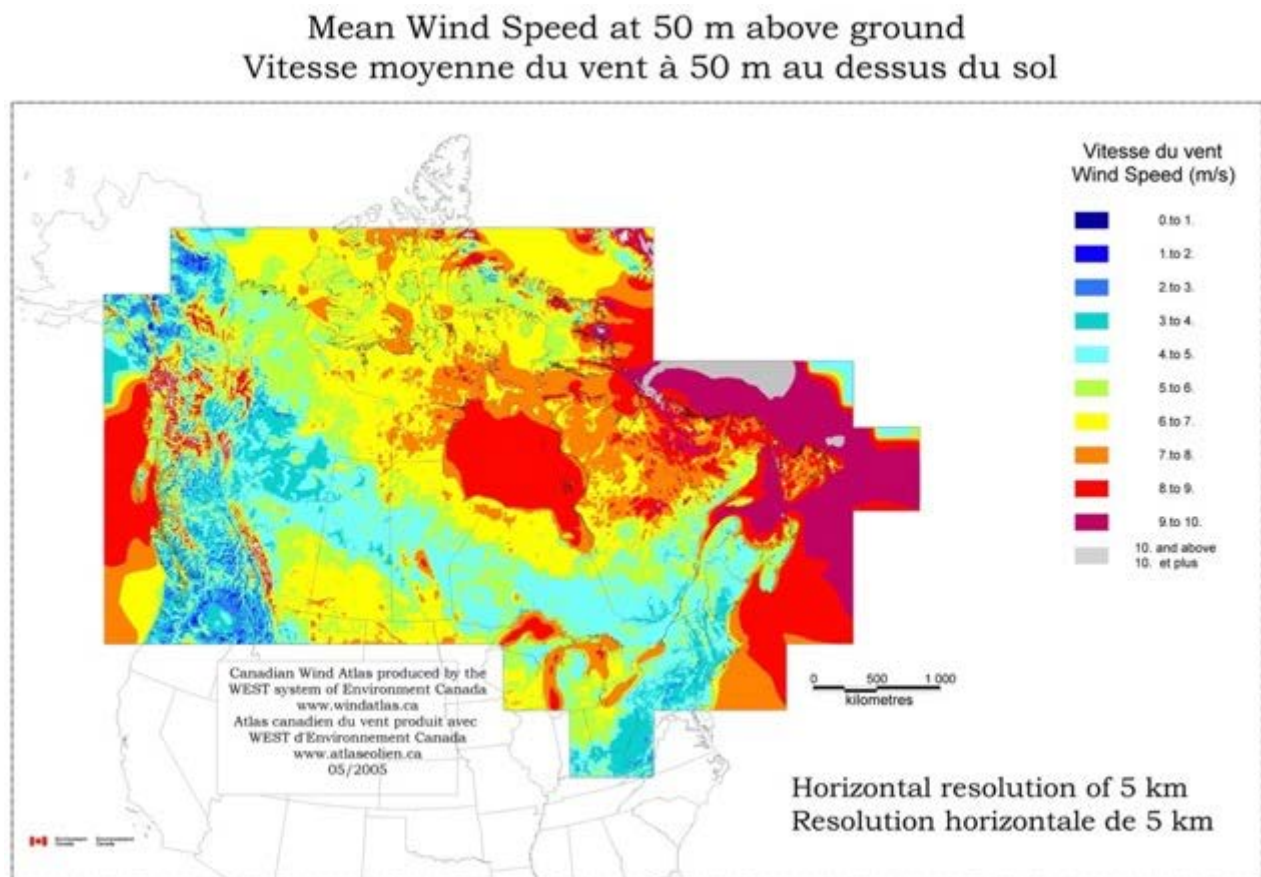 Mean Wind Speed at 50 m above ground
Vitesse moyenne du vent à 50 m au dessus du sol
Vitesse du vent
Wind Speed (m/s)
0.to 1.
1.to 2.
2.to 3.
3.to 4.
4.to 5.
5.to 6.
6.to 7.
7.to 8.
8.to 9.
9.to 10.
10. and above
10. et plus
Canadian Wind Atlas produced by the
WEST system of Environment Canada
www.windatlas.ca
Atlas canadien du vent produit avec
WEST d'Environnement Canada
www.atlaseolien.ca
05/2005
0 500 1 000
kilometres
Horizontal resolution of 5 km
Resolution horizontale de 5 km
Environment Environnement
Canada Canada